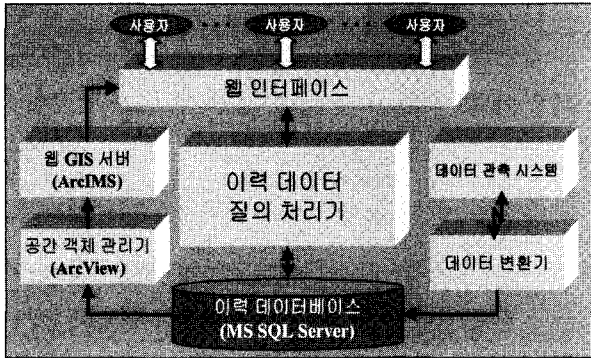 사용자 ... 사용자 ... 사용자
웹 인터페이스
웹 GIS 서버
(ArcIMS)
이력 데이터
질의 처리기
데이터 관측 시스템
공간 객체 관리기
(ArcView)
데이터 변환기
이력 데이터베이스
(MS SQL Server)